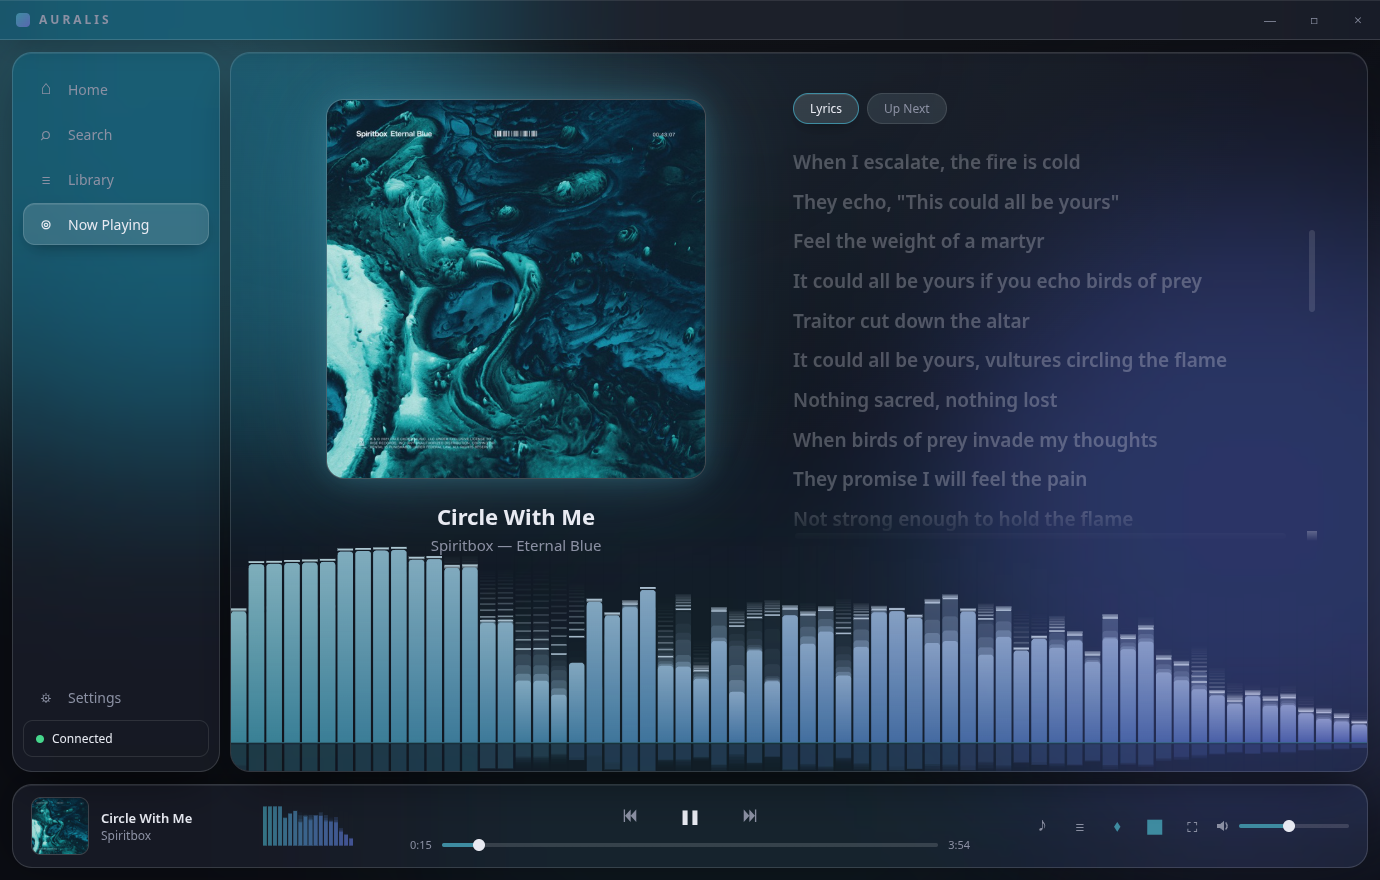 AURALIS
Home
Search
Library
Now Playing
Settings
Connected
Spiritbox Eternal Blue
Circle With Me
Spiritbox — Eternal Blue
Lyrics
Up Next
When I escalate, the fire is cold
They echo, "This could all be yours"
Feel the weight of a martyr
It could all be yours if you echo birds of prey
Traitor cut down the altar
It could all be yours, vultures circling the flame
Nothing sacred, nothing lost
When birds of prey invade my thoughts
They promise I will feel the pain
Not strong enough to hold the flame
Circle With Me
Spiritbox
0:15
3:54